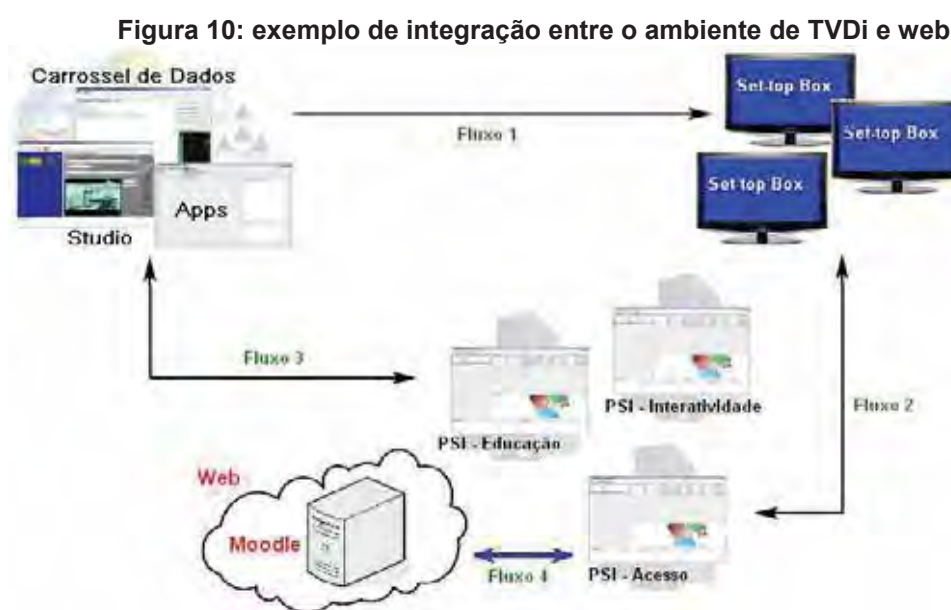 Figura 10: exemplo de integração entre o ambiente de TVDi e web
Carrossel de Dados
Set-top Box
Set-top Box
Set-top Box
Fluxo 1
Apps
Studio
Fluxo 3
PSI - Interatividade
Fluxo 2
PSI - Educação
Web
Moodle
Fluxo 4
PSI - Acesso